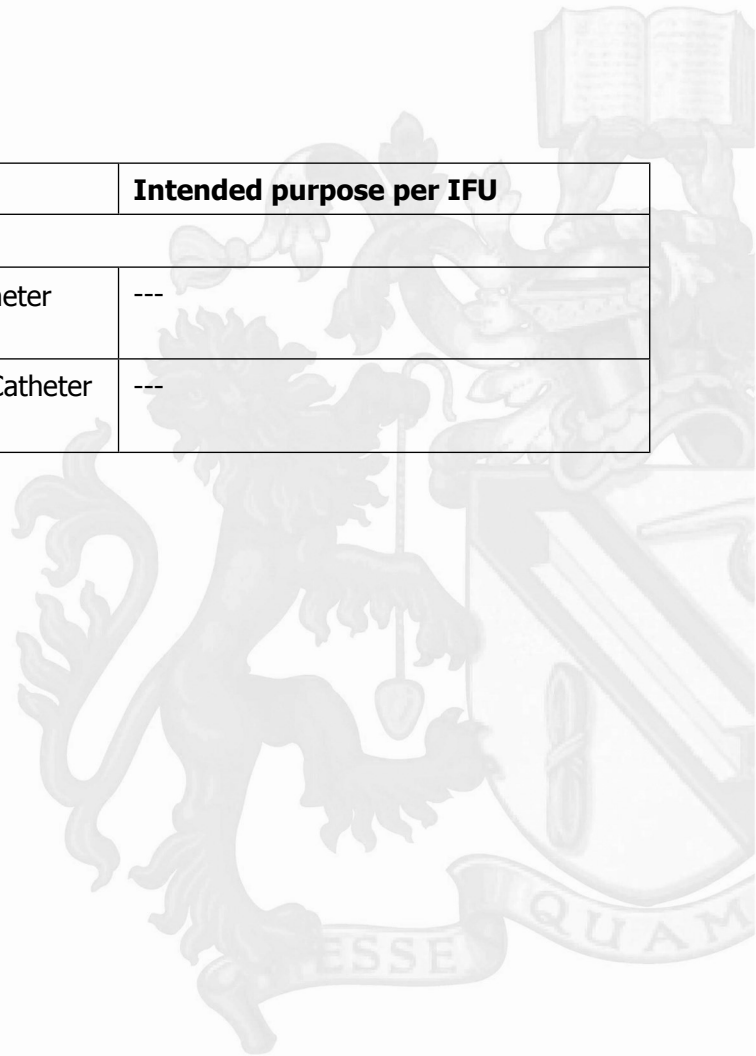 Intended purpose per IFU
heter ---
Catheter ---
ESSE QUAM